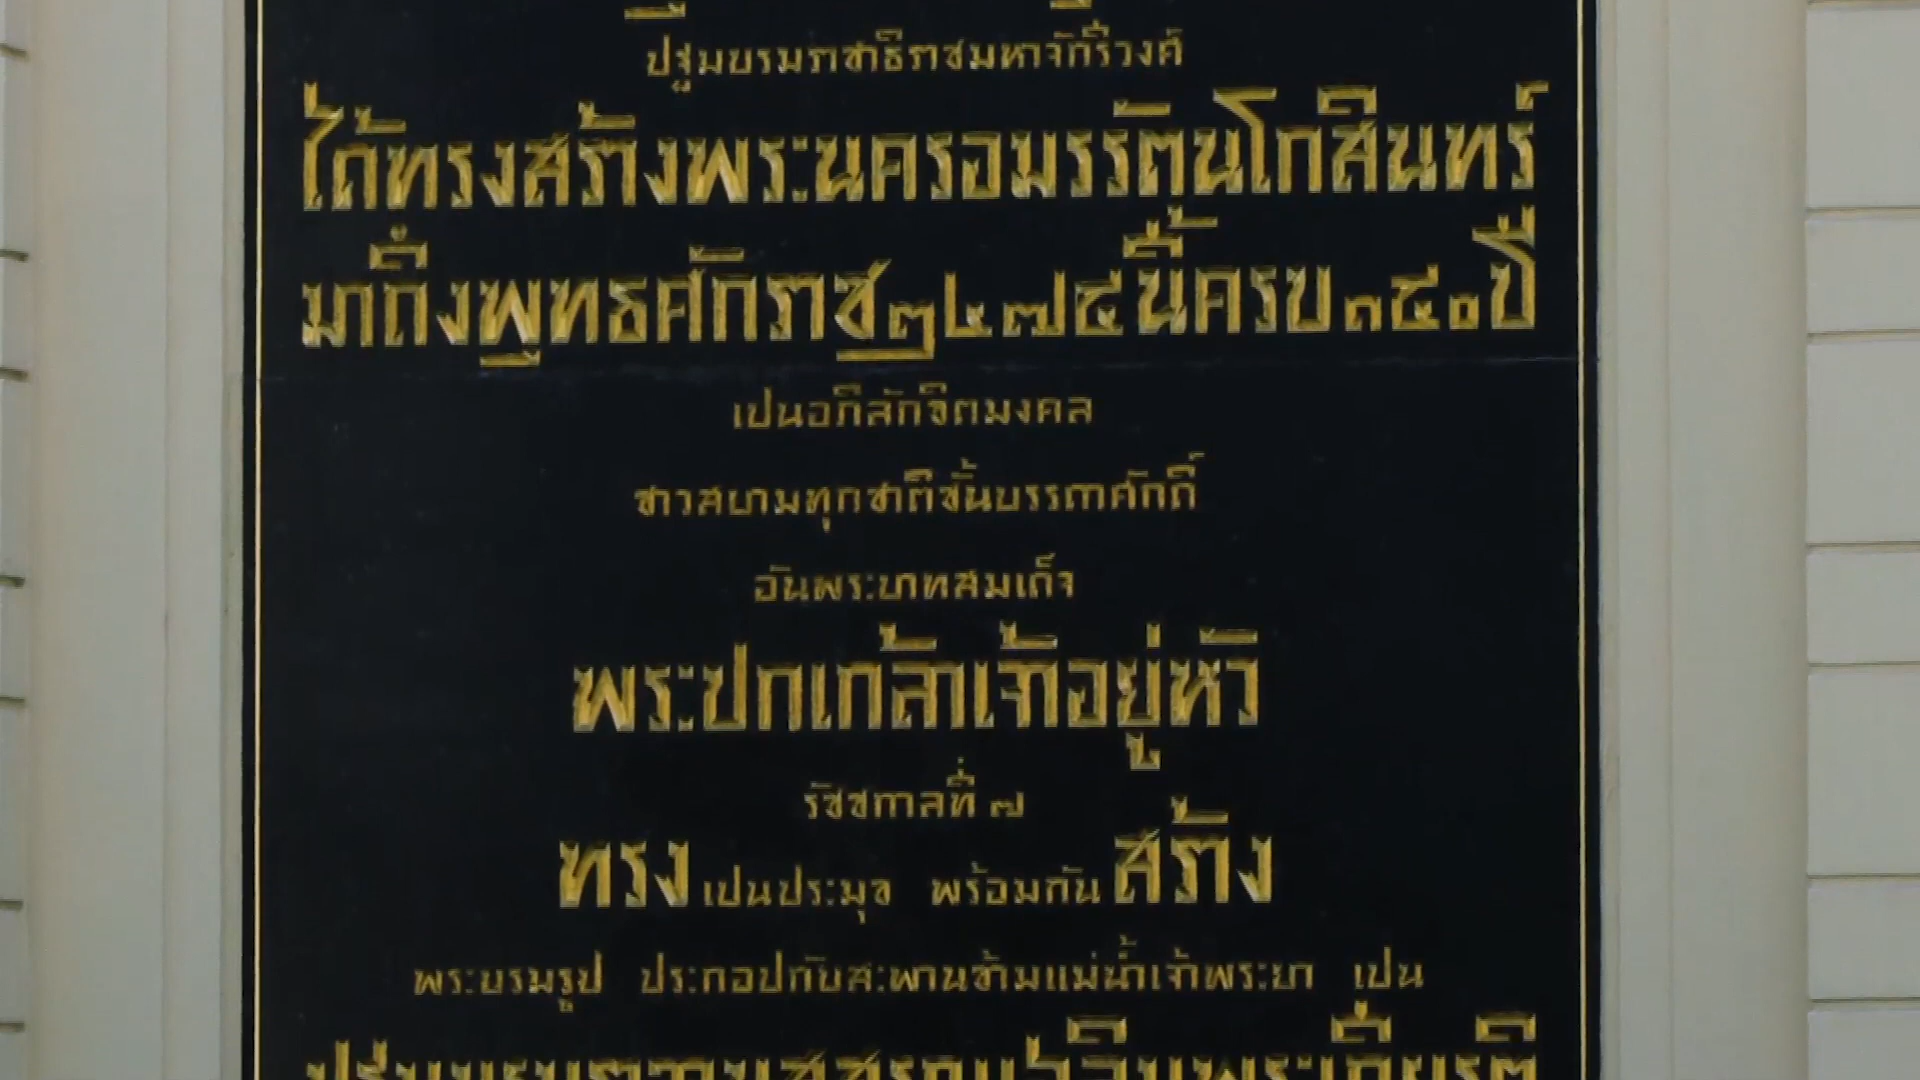 ปฐมบรมราชาธิราชมหาจักรีวงศ์
ได้ทรงสร้างพระนครอมรรัตนโกสินทร์
มาถึงพุทธศักราช ๒๔๗๕ นี้ครบ ๑๕๐ ปี
เปนอภิลักขิตมงคล
ชาวสยามทุกชาติชั้นบรรดาศักดิ์
อันพระบาทสมเด็จ
พระปกเกล้าเจ้าอยู่หัว
รัชชกาลที่ ๗
ทรง เปนประมุข พร้อมกัน สร้าง
พระบรมรูป ประกอบกับสะพานข้ามแม่น้ำเจ้าพระยา เปน